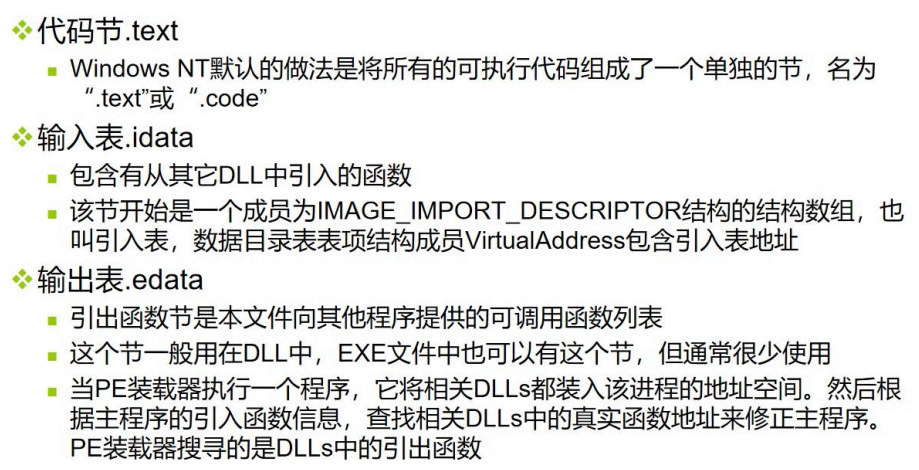 ❖代码节.text
▪ Windows NT默认的做法是将所有的可执行代码组成了一个单独的节，名为
“.text”或“.code”
❖输入表.idata
▪ 包含有从其它DLL中引入的函数
▪ 该节开始是一个成员为IMAGE_IMPORT_DESCRIPTOR结构的结构数组，也
叫引入表，数据目录表表项结构成员VirtualAddress包含引入表地址
❖输出表.edata
▪ 引出函数节是本文件向其他程序提供的可调用函数列表
▪ 这个节一般用在DLL中，EXE文件中也可以有这个节，但通常很少使用
▪ 当PE装载器执行一个程序，它将相关DLLs都装入该进程的地址空间。然后根
据主程序的引入函数信息，查找相关DLLs中的真实函数地址来修正主程序。
PE装载器搜寻的是DLLs中的引出函数